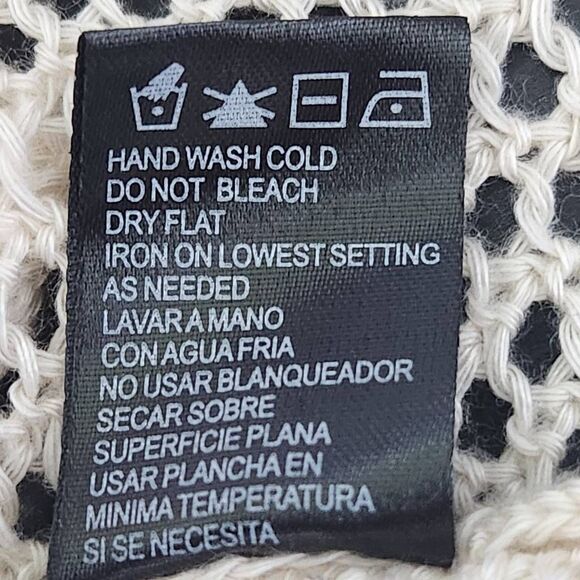 HAND WASH COLD
DO NOT BLEACH
DRY FLAT
IRON ON LOWEST SETTING
AS NEEDED
LAVAR A MANO
CON AGUA FRIA
NO USAR BLANQUEADOR
SECAR SOBRE
SUPERFICIE PLANA
USAR PLANCHA EN
MINIMA TEMPERATURA
SI SE NECESITA